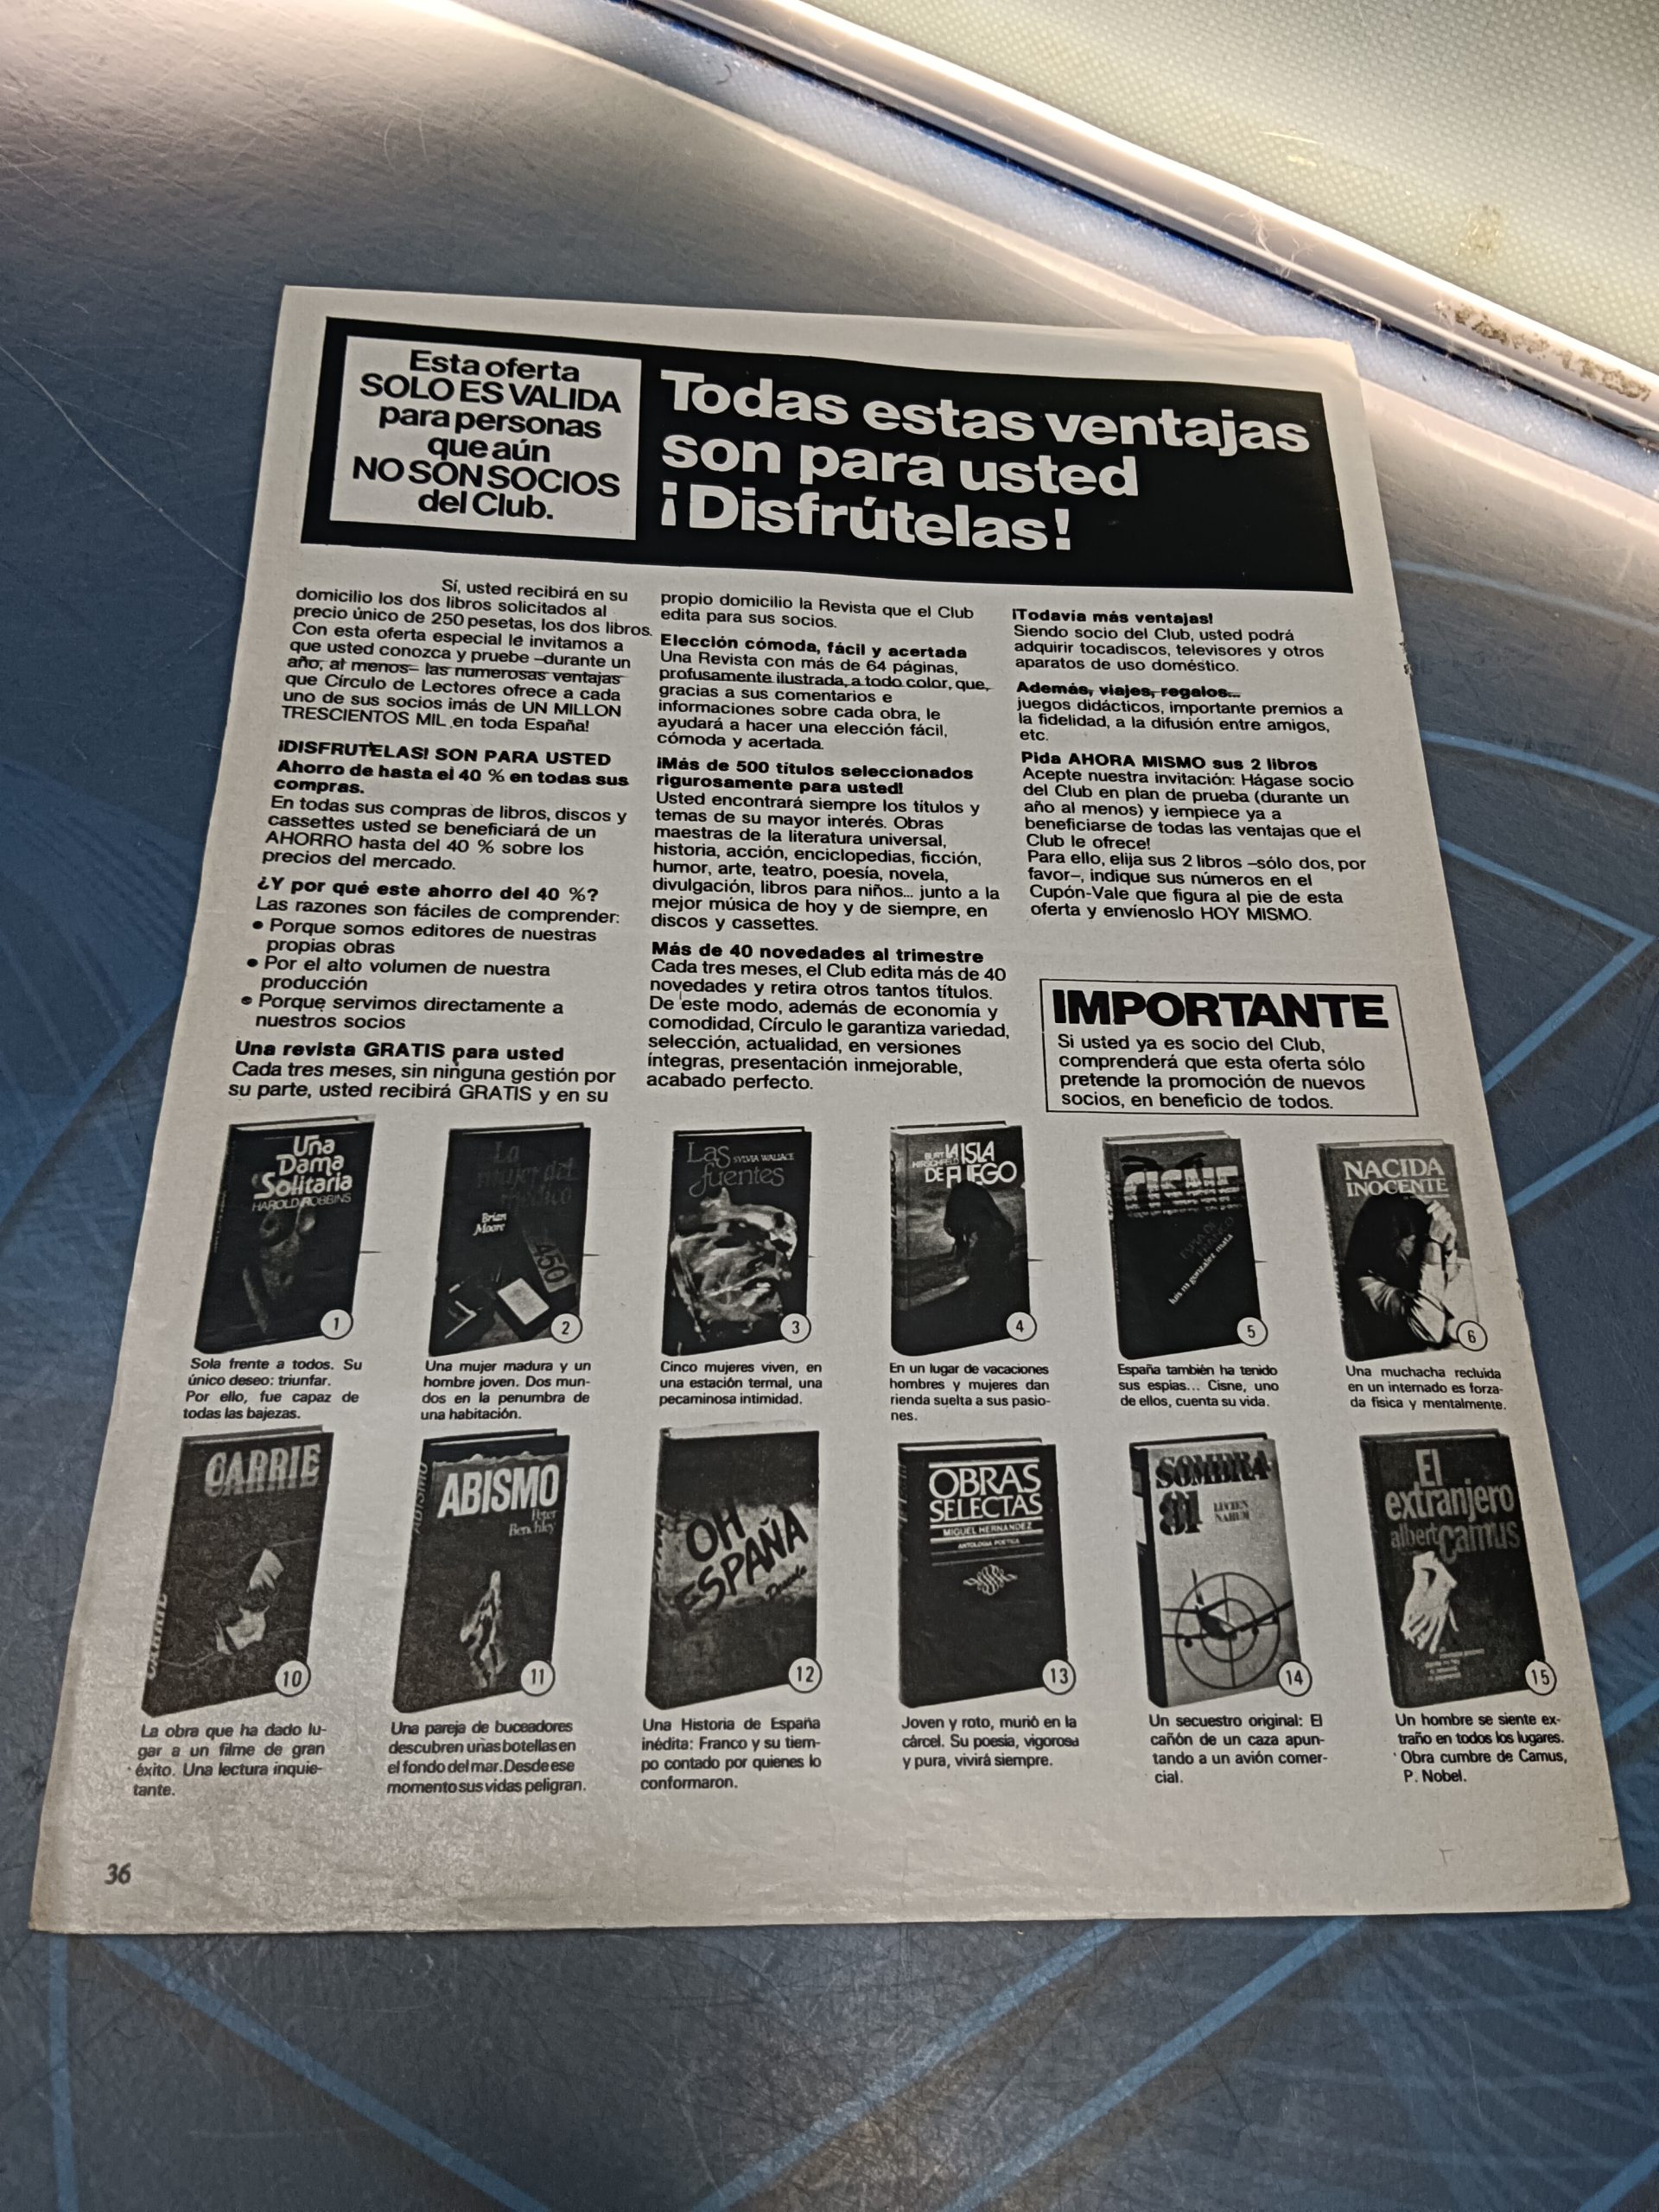 Esta oferta
SOLO ES VALIDA
para personas
que aún
NO SON SOCIOS
del Club.
Todas estas ventajas
son para usted
¡Disfrútelas!
Sí, usted recibirá en su
domicilio los dos libros solicitados al
precio único de 250 pesetas, los dos libros.
Con esta oferta especial le invitamos a
que usted conozca y pruebe –durante un
año, al menos– las numerosas ventajas
que Círculo de Lectores ofrece a cada
uno de sus socios ¡más de UN MILLON
TRESCIENTOS MIL en toda España!
¡DISFRUTELAS! SON PARA USTED
Ahorro de hasta el 40 % en todas sus
compras.
En todas sus compras de libros, discos y
cassettes usted se beneficiará de un
AHORRO hasta del 40 % sobre los
precios del mercado.
¿Y por qué este ahorro del 40 %?
Las razones son fáciles de comprender:
• Porque somos editores de nuestras
propias obras
• Por el alto volumen de nuestra
producción
• Porque servimos directamente a
nuestros socios
Una revista GRATIS para usted
Cada tres meses, sin ninguna gestión por
su parte, usted recibirá GRATIS y en su
propio domicilio la Revista que el Club
edita para sus socios.
Elección cómoda, fácil y acertada
Una Revista con más de 64 páginas,
profusamente ilustrada, a todo color, que,
gracias a sus comentarios e
informaciones sobre cada obra, le
ayudará a hacer una elección fácil,
cómoda y acertada.
¡Más de 500 títulos seleccionados
rigurosamente para usted!
Usted encontrará siempre los títulos y
temas de su mayor interés. Obras
maestras de la literatura universal,
historia, acción, enciclopedias, ficción,
humor, arte, teatro, poesía, novela,
divulgación, libros para niños... junto a la
mejor música de hoy y de siempre, en
discos y cassettes.
Más de 40 novedades al trimestre
Cada tres meses, el Club edita más de 40
novedades y retira otros tantos títulos.
De este modo, además de economía y
comodidad, Círculo le garantiza variedad,
selección, actualidad, en versiones
íntegras, presentación inmejorable,
acabado perfecto.
¡Todavía más ventajas!
Siendo socio del Club, usted podrá
adquirir tocadiscos, televisores y otros
aparatos de uso doméstico.
Además, viajes, regalos...
juegos didácticos, importante premios a
la fidelidad, a la difusión entre amigos,
etc.
Pida AHORA MISMO sus 2 libros
Acepte nuestra invitación: Hágase socio
del Club en plan de prueba (durante un
año al menos) y ¡empiece ya a
beneficiarse de todas las ventajas que el
Club le ofrece!
Para ello, elija sus 2 libros –sólo dos, por
favor–, indique sus números en el
Cupón-Vale que figura al pie de esta
oferta y envíenoslo HOY MISMO.
IMPORTANTE
Si usted ya es socio del Club,
comprenderá que esta oferta sólo
pretende la promoción de nuevos
socios, en beneficio de todos.
Una
Dama
Solitaria
HAROLD ROBBINS
1
Sola frente a todos. Su
único deseo: triunfar.
Por ello, fue capaz de
todas las bajezas.
La
mujer del
médico
Brian
Moore
450
2
Una mujer madura y un
hombre joven. Dos mun-
dos en la penumbra de
una habitación.
Las SYLVIA WALLACE
fuentes
3
Cinco mujeres viven, en
una estación termal, una
pecaminosa intimidad.
BURT LA ISLA
HIRSCHFELD DE FUEGO
4
En un lugar de vacaciones
hombres y mujeres dan
rienda suelta a sus pasio-
nes.
CISNE
luis m gonzalez mata
5
España también ha tenido
sus espías... Cisne, uno
de ellos, cuenta su vida.
NACIDA
INOCENTE
6
Una muchacha recluida
en un internado es forza-
da física y mentalmente.
CARRIE
CARRIE
10
La obra que ha dado lu-
gar a un filme de gran
éxito. Una lectura inquie-
tante.
ABISMO
ABISMO
Peter
Benchley
11
Una pareja de buceadores
descubren unas botellas en
el fondo del mar. Desde ese
momento sus vidas peligran.
OH
ESPAÑA
12
Una Historia de España
inédita: Franco y su tiem-
po contado por quienes lo
conformaron.
OBRAS
SELECTAS
MIGUEL HERNANDEZ
ANTOLOGIA POETICA
13
Joven y roto, murió en la
cárcel. Su poesía, vigorosa
y pura, vivirá siempre.
SOMBRA
81 LUCIEN
NAHUM
14
Un secuestro original: El
cañón de un caza apun-
tando a un avión comer-
cial.
El
extranjero
albert camus
15
Un hombre se siente ex-
traño en todos los lugares.
Obra cumbre de Camus,
P. Nobel.
36